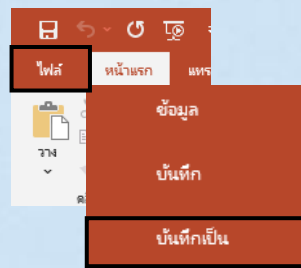 ไฟล์ หน้าแรก แทร
ข้อมูล
วาง
บันทึก
บันทึกเป็น